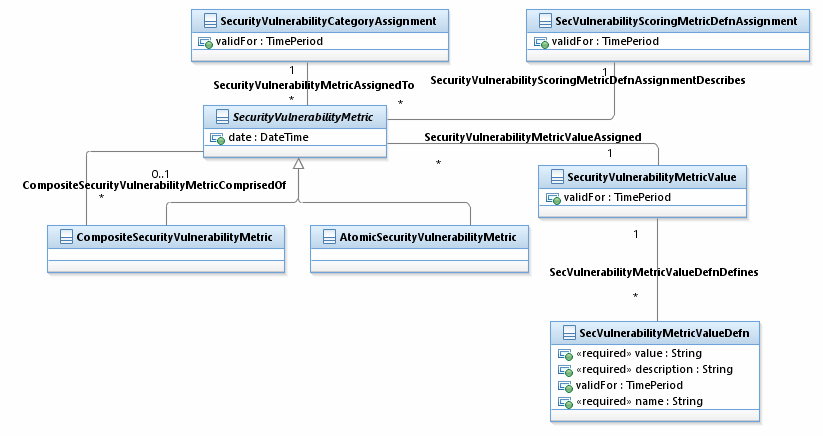 SecurityVulnerabilityCategoryAssignment
validFor : TimePeriod
SecVulnerabilityScoringMetricDefnAssignment
validFor : TimePeriod
1
SecurityVulnerabilityMetricAssignedTo
*
1
SecurityVulnerabilityScoringMetricDefnAssignmentDescribes
*
SecurityVulnerabilityMetric
date : DateTime
SecurityVulnerabilityMetricValueAssigned
*
1
0..1
CompositeSecurityVulnerabilityMetricComprisedOf
*
SecurityVulnerabilityMetricValue
validFor : TimePeriod
CompositeSecurityVulnerabilityMetric
AtomicSecurityVulnerabilityMetric
1
SecVulnerabilityMetricValueDefnDefines
*
SecVulnerabilityMetricValueDefn
«required» value : String
«required» description : String
validFor : TimePeriod
«required» name : String